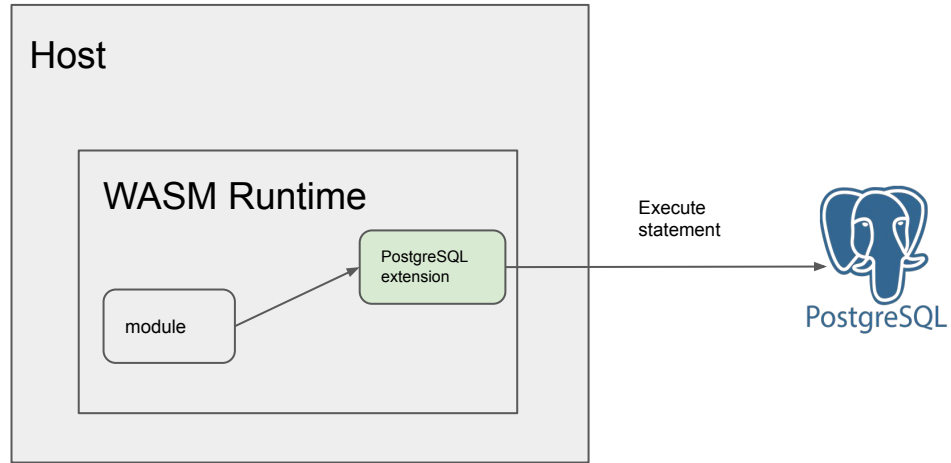 Host
WASM Runtime
Execute
statement
PostgreSQL
extension
module
PostgreSQL